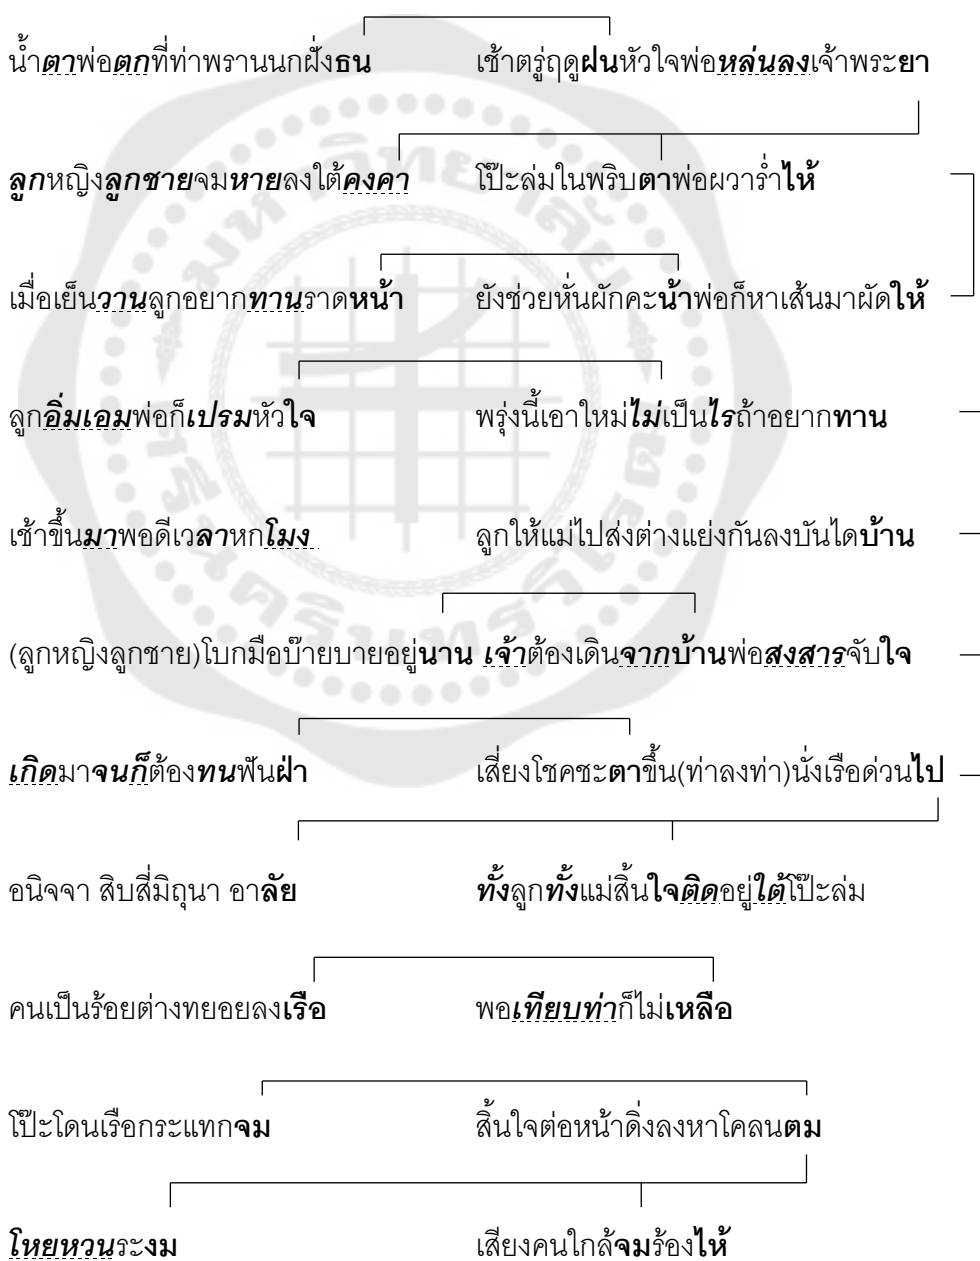 น้ำตาพ่อตกที่ท่าพรานนกฝั่งธน เช้าตรู่ฤดูฝนหัวใจพ่อหล่นลงเจ้าพระยา
ลูกหญิงลูกชายจมหายลงใต้คงคา โป๊ะล่มในพริบตาพ่อผวาร่ำไห้
เมื่อเย็นวานลูกอยากทานราดหน้า ยังช่วยหั่นผักคะน้าพ่อก็หาเส้นมาผัดให้
ลูกอิ่มเอมพ่อก็เปรมหัวใจ พรุ่งนี้เอาใหม่ไม่เป็นไรถ้าอยากทาน
เช้าขึ้นมาพอดีเวลาหกโมง ลูกให้แม่ไปส่งต่างแย่งกันลงบันไดบ้าน
(ลูกหญิงลูกชาย)โบกมือบ๊ายบายอยู่นาน เจ้าต้องเดินจากบ้านพ่อสงสารจับใจ
เกิดมาจนก็ต้องทนฟันฝ่า เสี่ยงโชคชะตาขึ้น(ท่าลงท่า)นั่งเรือด่วนไป
อนิจจา สิบสี่มิถุนา อาลัย ทั้งลูกทั้งแม่สิ้นใจติดอยู่ใต้โป๊ะล่ม
คนเป็นร้อยต่างทยอยลงเรือ พอเทียบท่าก็ไม่เหลือ
โป๊ะโดนเรือกระแทกจม สิ้นใจต่อหน้าดิ่งลงหาโคลนตม
โหยหวนระงม เสียงคนใกล้จมร้องไห้
มหาวิทยาลัย
ศรีนครินทรวิโรฒ